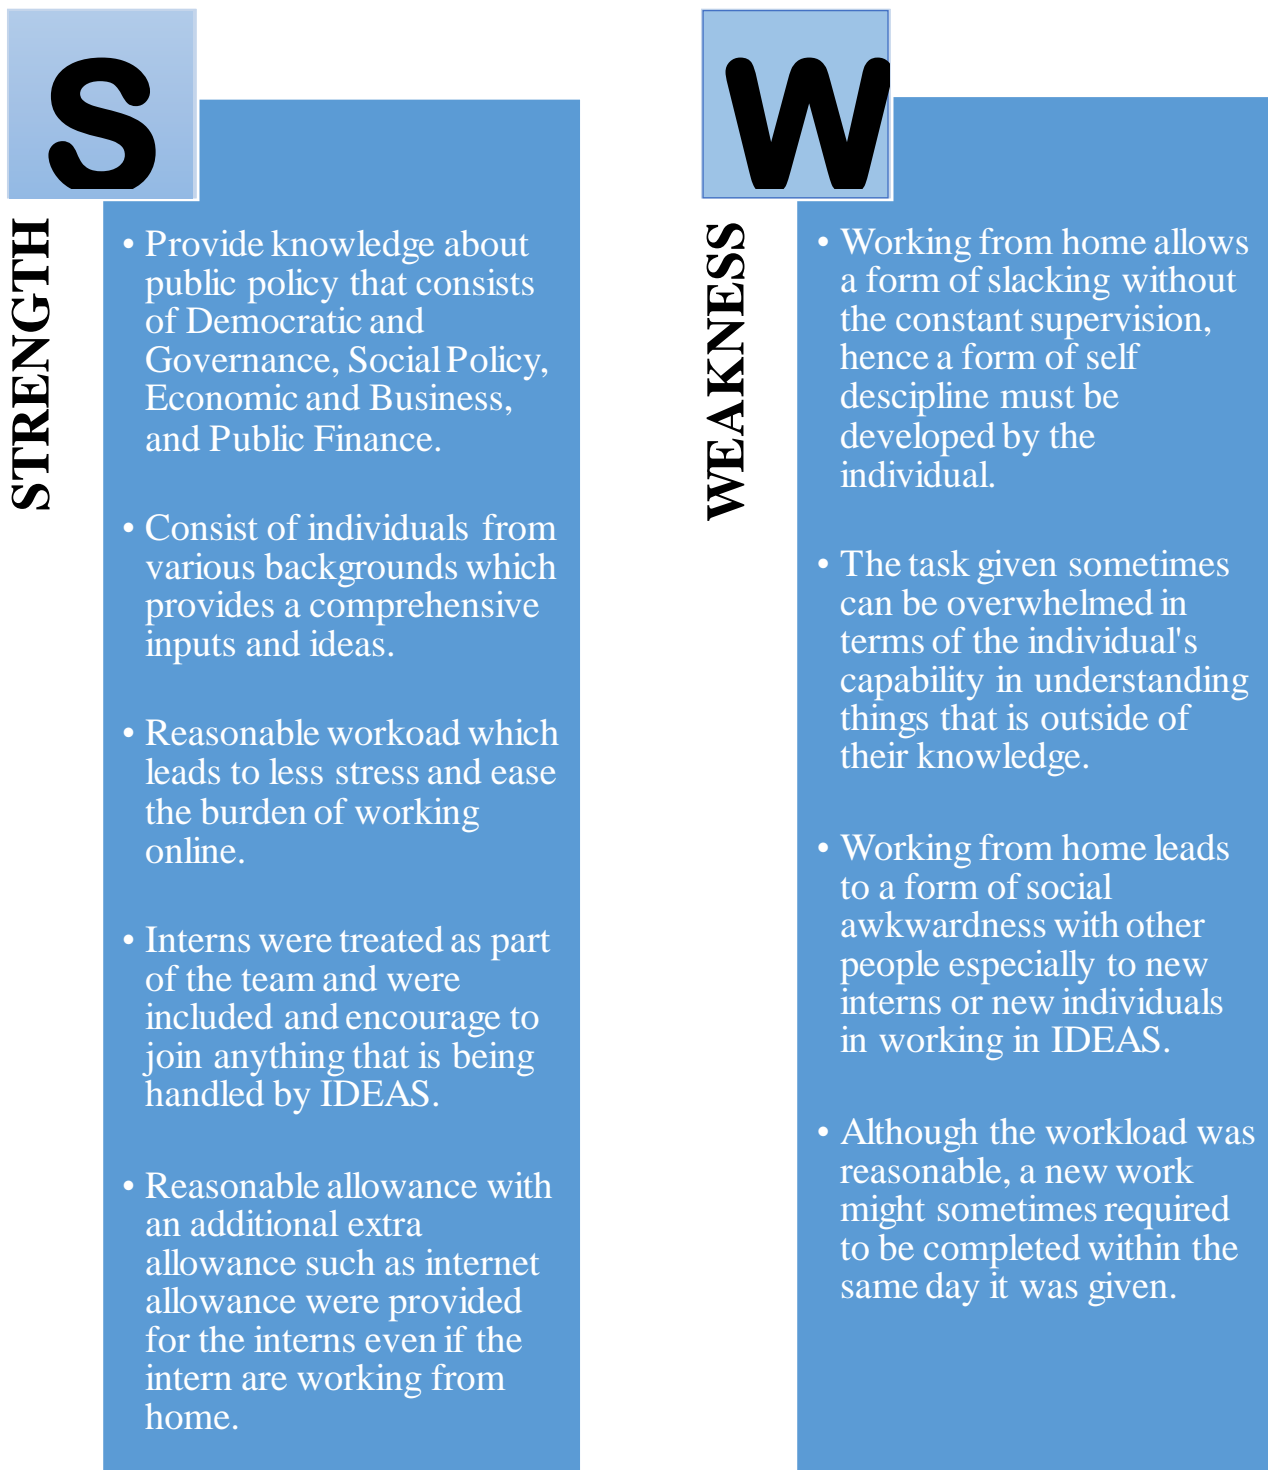 S
STRENGTH
• Provide knowledge about
public policy that consists
of Democratic and
Governance, Social Policy,
Economic and Business,
and Public Finance.
• Consist of individuals from
various backgrounds which
provides a comprehensive
inputs and ideas.
• Reasonable workoad which
leads to less stress and ease
the burden of working
online.
• Interns were treated as part
of the team and were
included and encourage to
join anything that is being
handled by IDEAS.
• Reasonable allowance with
an additional extra
allowance such as internet
allowance were provided
for the interns even if the
intern are working from
home.
W
WEAKNESS
• Working from home allows
a form of slacking without
the constant supervision,
hence a form of self
descipline must be
developed by the
individual.
• The task given sometimes
can be overwhelmed in
terms of the individual's
capability in understanding
things that is outside of
their knowledge.
• Working from home leads
to a form of social
awkwardness with other
people especially to new
interns or new individuals
in working in IDEAS.
• Although the workload was
reasonable, a new work
might sometimes required
to be completed within the
same day it was given.